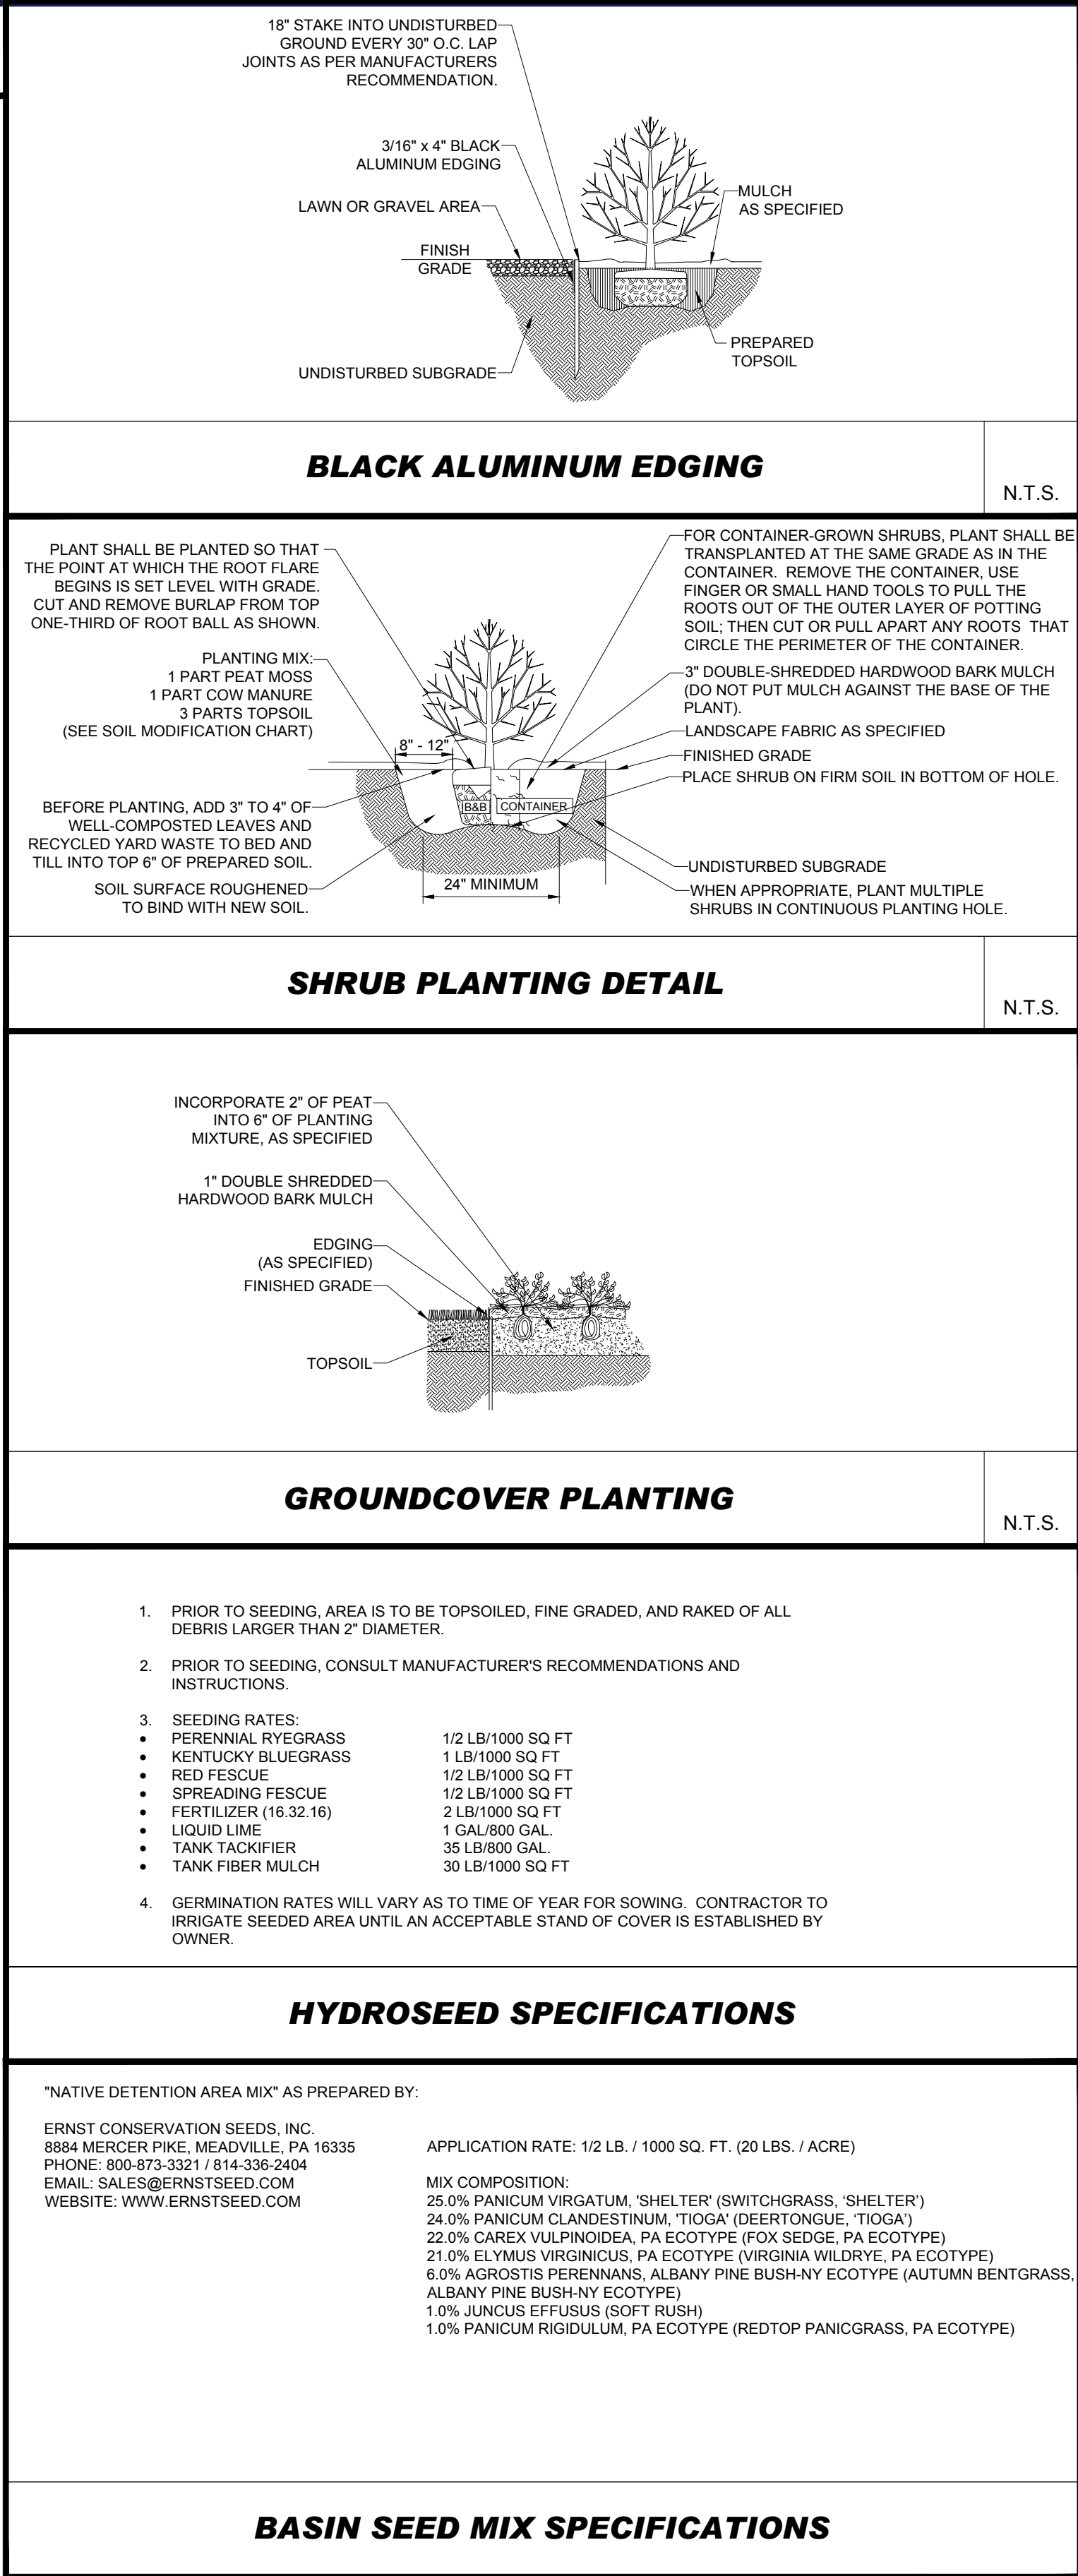 18" STAKE INTO UNDISTURBED
GROUND EVERY 30" O.C. LAP
JOINTS AS PER MANUFACTURERS
RECOMMENDATION.
3/16" x 4" BLACK
ALUMINUM EDGING
LAWN OR GRAVEL AREA
FINISH
GRADE
UNDISTURBED SUBGRADE
MULCH
AS SPECIFIED
PREPARED
TOPSOIL
BLACK ALUMINUM EDGING
N.T.S.
PLANT SHALL BE PLANTED SO THAT
THE POINT AT WHICH THE ROOT FLARE
BEGINS IS SET LEVEL WITH GRADE.
CUT AND REMOVE BURLAP FROM TOP
ONE-THIRD OF ROOT BALL AS SHOWN.
PLANTING MIX:
1 PART PEAT MOSS
1 PART COW MANURE
3 PARTS TOPSOIL
(SEE SOIL MODIFICATION CHART)
8" - 12"
BEFORE PLANTING, ADD 3" TO 4" OF
WELL-COMPOSTED LEAVES AND
RECYCLED YARD WASTE TO BED AND
TILL INTO TOP 6" OF PREPARED SOIL.
SOIL SURFACE ROUGHENED
TO BIND WITH NEW SOIL.
B&B
CONTAINER
24" MINIMUM
FOR CONTAINER-GROWN SHRUBS, PLANT SHALL BE
TRANSPLANTED AT THE SAME GRADE AS IN THE
CONTAINER. REMOVE THE CONTAINER, USE
FINGER OR SMALL HAND TOOLS TO PULL THE
ROOTS OUT OF THE OUTER LAYER OF POTTING
SOIL; THEN CUT OR PULL APART ANY ROOTS THAT
CIRCLE THE PERIMETER OF THE CONTAINER.
3" DOUBLE-SHREDDED HARDWOOD BARK MULCH
(DO NOT PUT MULCH AGAINST THE BASE OF THE
PLANT).
LANDSCAPE FABRIC AS SPECIFIED
FINISHED GRADE
PLACE SHRUB ON FIRM SOIL IN BOTTOM OF HOLE.
UNDISTURBED SUBGRADE
WHEN APPROPRIATE, PLANT MULTIPLE
SHRUBS IN CONTINUOUS PLANTING HOLE.
SHRUB PLANTING DETAIL
N.T.S.
INCORPORATE 2" OF PEAT
INTO 6" OF PLANTING
MIXTURE, AS SPECIFIED
1" DOUBLE SHREDDED
HARDWOOD BARK MULCH
EDGING
(AS SPECIFIED)
FINISHED GRADE
TOPSOIL
GROUNDCOVER PLANTING
N.T.S.
1. PRIOR TO SEEDING, AREA IS TO BE TOPSOILED, FINE GRADED, AND RAKED OF ALL
DEBRIS LARGER THAN 2" DIAMETER.
2. PRIOR TO SEEDING, CONSULT MANUFACTURER'S RECOMMENDATIONS AND
INSTRUCTIONS.
3. SEEDING RATES:
• PERENNIAL RYEGRASS 1/2 LB/1000 SQ FT
• KENTUCKY BLUEGRASS 1 LB/1000 SQ FT
• RED FESCUE 1/2 LB/1000 SQ FT
• SPREADING FESCUE 1/2 LB/1000 SQ FT
• FERTILIZER (16.32.16) 2 LB/1000 SQ FT
• LIQUID LIME 1 GAL/800 GAL.
• TANK TACKIFIER 35 LB/800 GAL.
• TANK FIBER MULCH 30 LB/1000 SQ FT
4. GERMINATION RATES WILL VARY AS TO TIME OF YEAR FOR SOWING. CONTRACTOR TO
IRRIGATE SEEDED AREA UNTIL AN ACCEPTABLE STAND OF COVER IS ESTABLISHED BY
OWNER.
HYDROSEED SPECIFICATIONS
"NATIVE DETENTION AREA MIX" AS PREPARED BY:
ERNST CONSERVATION SEEDS, INC.
8884 MERCER PIKE, MEADVILLE, PA 16335
PHONE: 800-873-3321 / 814-336-2404
EMAIL: SALES@ERNSTSEED.COM
WEBSITE: WWW.ERNSTSEED.COM
APPLICATION RATE: 1/2 LB. / 1000 SQ. FT. (20 LBS. / ACRE)
MIX COMPOSITION:
25.0% PANICUM VIRGATUM, 'SHELTER' (SWITCHGRASS, ‘SHELTER’)
24.0% PANICUM CLANDESTINUM, 'TIOGA' (DEERTONGUE, ‘TIOGA’)
22.0% CAREX VULPINOIDEA, PA ECOTYPE (FOX SEDGE, PA ECOTYPE)
21.0% ELYMUS VIRGINICUS, PA ECOTYPE (VIRGINIA WILDRYE, PA ECOTYPE)
6.0% AGROSTIS PERENNANS, ALBANY PINE BUSH-NY ECOTYPE (AUTUMN BENTGRASS,
ALBANY PINE BUSH-NY ECOTYPE)
1.0% JUNCUS EFFUSUS (SOFT RUSH)
1.0% PANICUM RIGIDULUM, PA ECOTYPE (REDTOP PANICGRASS, PA ECOTYPE)
BASIN SEED MIX SPECIFICATIONS